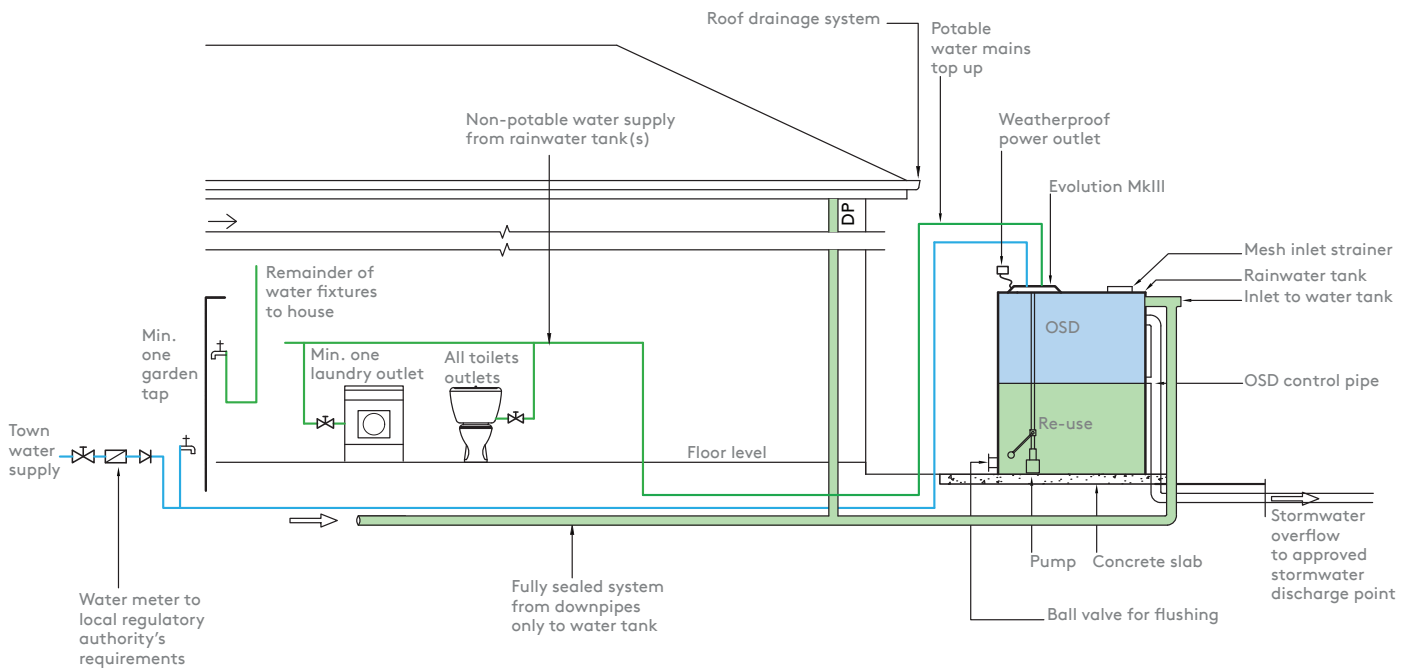 Roof drainage system
Potable
water mains
top up
Non-potable water supply
from rainwater tank(s)
Weatherproof
power outlet
Evolution MkIII
DP
Mesh inlet strainer
Rainwater tank
Inlet to water tank
Remainder of
water fixtures
to house
OSD
Min.
one
garden
tap
Min. one
laundry outlet
All toilets
outlets
OSD control pipe
Re-use
Town
water
supply
Floor level
Stormwater
overflow
to approved
stormwater
discharge point
Pump
Concrete slab
Ball valve for flushing
Fully sealed system
from downpipes
only to water tank
Water meter to
local regulatory
authority's
requirements